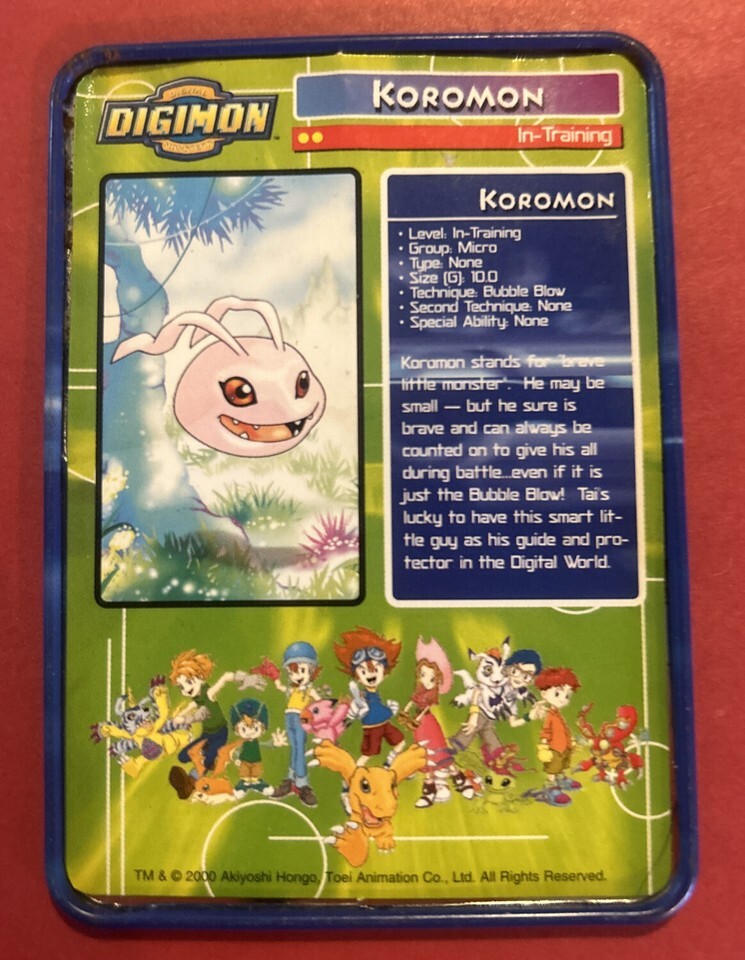 DIGITAL
DIGIMON™
MONSTERS
KOROMON
In-Training
KOROMON
• Level: In-Training
• Group: Micro
• Type: None
• Size (G): 10.0
• Technique: Bubble Blow
• Second Technique: None
• Special Ability: None
Koromon stands for "brave
little monster". He may be
small — but he sure is
brave and can always be
counted on to give his all
during battle...even if it is
just the Bubble Blow! Tai's
lucky to have this smart lit-
tle guy as his guide and pro-
tector in the Digital World.
TM & © 2000 Akiyoshi Hongo, Toei Animation Co., Ltd. All Rights Reserved.